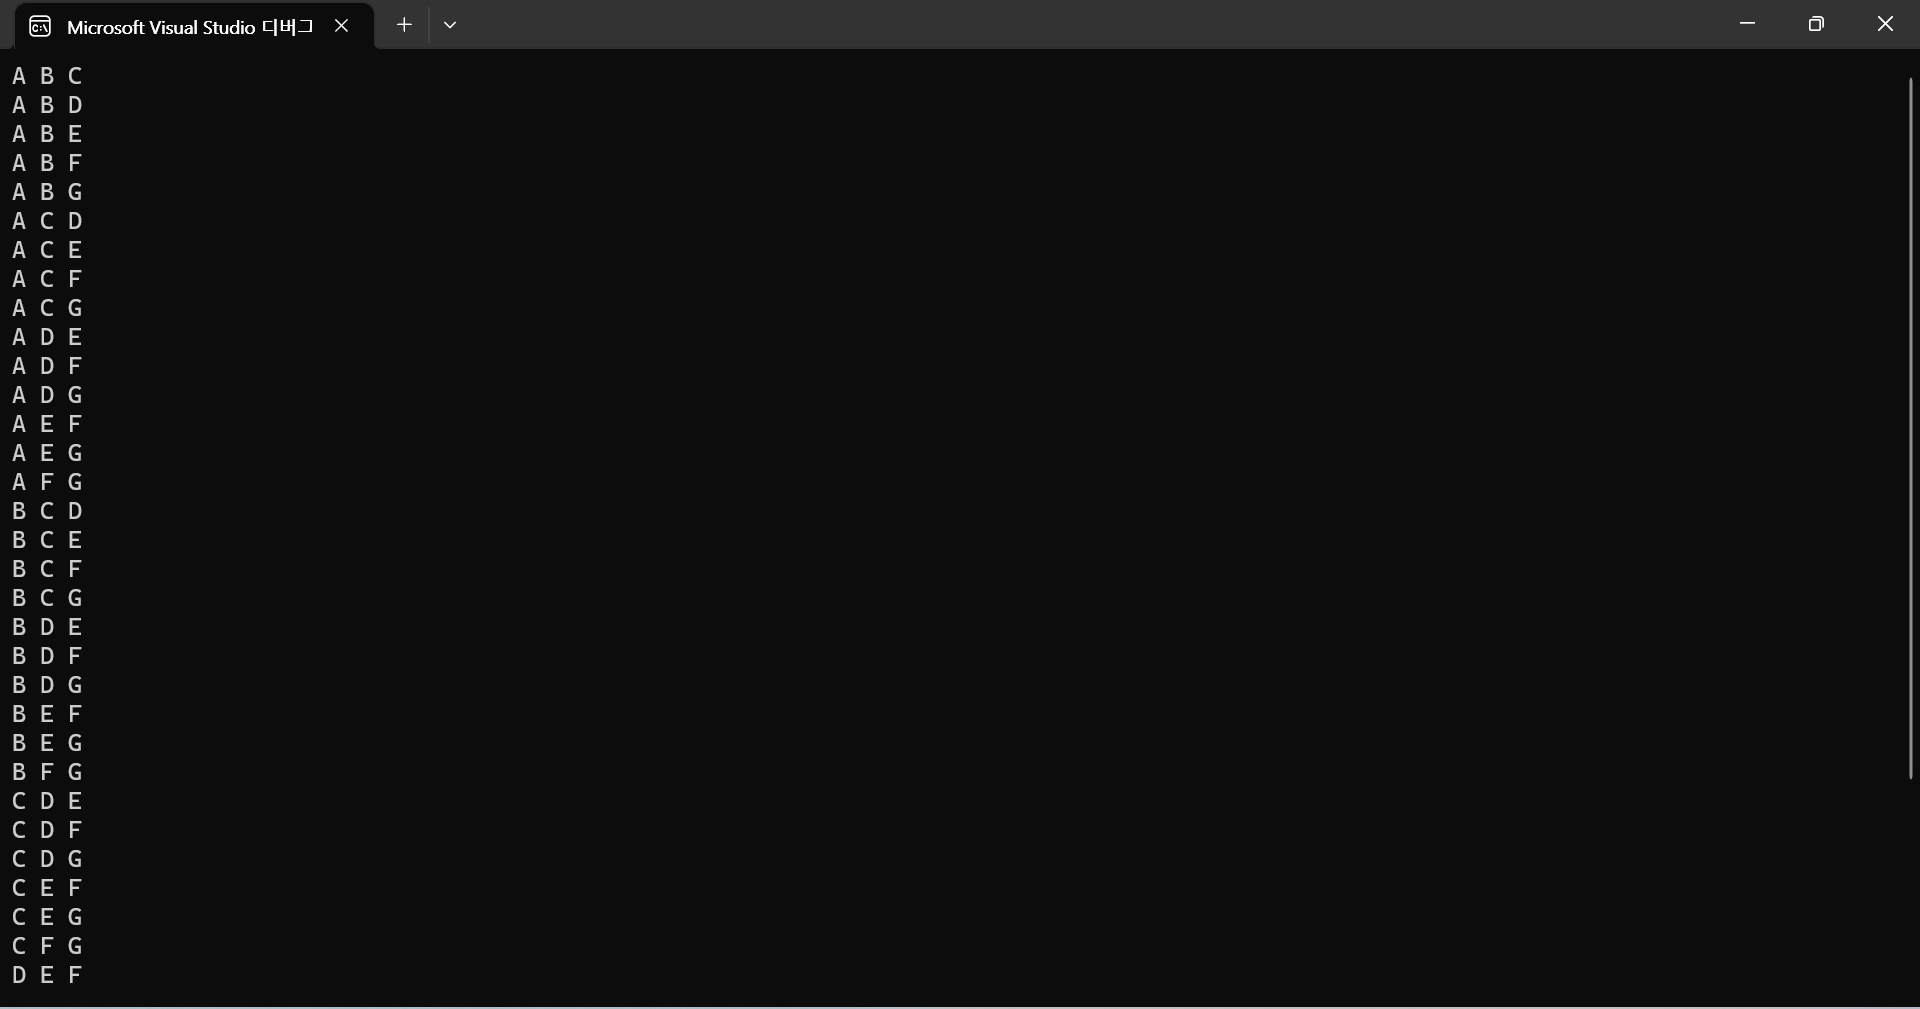 Microsoft Visual Studio 디버그
A B C
A B D
A B E
A B F
A B G
A C D
A C E
A C F
A C G
A D E
A D F
A D G
A E F
A E G
A F G
B C D
B C E
B C F
B C G
B D E
B D F
B D G
B E F
B E G
B F G
C D E
C D F
C D G
C E F
C E G
C F G
D E F